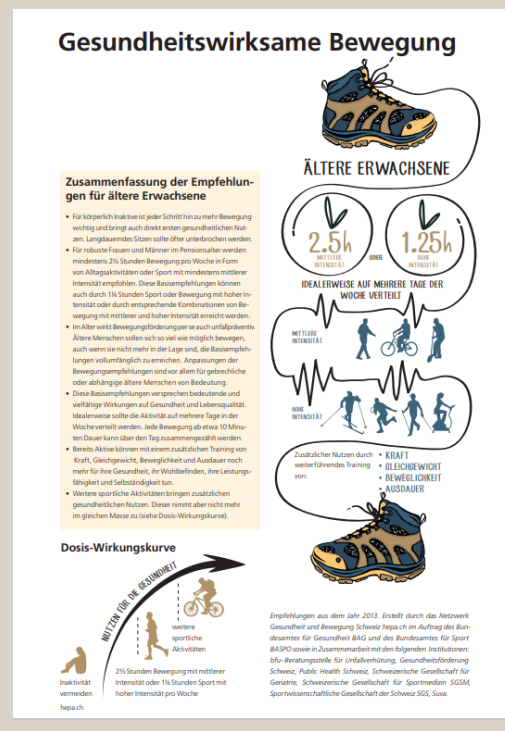 Gesundheitswirksame Bewegung
ÄLTERE ERWACHSENE
2.5h
MITTLERE
INTENSITÄT
ODER
1.25h
HOHE
INTENSITÄT
IDEALERWEISE AUF MEHRERE TAGE DER
WOCHE VERTEILT
MITTLERE
INTENSITÄT
HOHE
INTENSITÄT
Zusätzlicher Nutzen durch
weiterführendes Training
von:
• KRAFT
• GLEICHGEWICHT
• BEWEGLICHKEIT
• AUSDAUER
Zusammenfassung der Empfehlun-
gen für ältere Erwachsene
• Für körperlich Inaktive ist jeder Schritt hin zu mehr Bewegung
wichtig und bringt auch direkt ersten gesundheitlichen Nut-
zen. Langdauerndes Sitzen sollte öfter unterbrochen werden.
• Für robuste Frauen und Männer im Pensionsalter werden
mindestens 2½ Stunden Bewegung pro Woche in Form
von Alltagsaktivitäten oder Sport mit mindestens mittlerer
Intensität empfohlen. Diese Basisempfehlungen können
auch durch 1¼ Stunden Sport oder Bewegung mit hoher In-
tensität oder durch entsprechende Kombinationen von Be-
wegung mit mittlerer und hoher Intensität erreicht werden.
• Im Alter wirkt Bewegungsförderung per se auch unfallpräventiv.
Ältere Menschen sollen sich so viel wie möglich bewegen,
auch wenn sie nicht mehr in der Lage sind, die Basisempfeh-
lungen vollumfänglich zu erreichen. Anpassungen der
Bewegungsempfehlungen sind vor allem für gebrechliche
oder abhängige ältere Menschen von Bedeutung.
• Diese Basisempfehlungen versprechen bedeutende und
vielfältige Wirkungen auf Gesundheit und Lebensqualität.
Idealerweise sollte die Aktivität auf mehrere Tage in der
Woche verteilt werden. Jede Bewegung ab etwa 10 Minu-
ten Dauer kann über den Tag zusammengezählt werden.
• Bereits Aktive können mit einem zusätzlichen Training von
Kraft, Gleichgewicht, Beweglichkeit und Ausdauer noch
mehr für ihre Gesundheit, ihr Wohlbefinden, ihre Leistungs-
fähigkeit und Selbständigkeit tun.
• Weitere sportliche Aktivitäten bringen zusätzlichen
gesundheitlichen Nutzen. Dieser nimmt aber nicht mehr
im gleichen Masse zu (siehe Dosis-Wirkungskurve).
Dosis-Wirkungskurve
NUTZEN FÜR DIE GESUNDHEIT
weitere
sportliche
Aktivitäten
Inaktivität
vermeiden
2½ Stunden Bewegung mit mittlerer
Intensität oder 1¼ Stunden Sport mit
hoher Intensität pro Woche
hepa.ch
Empfehlungen aus dem Jahr 2013. Erstellt durch das Netzwerk
Gesundheit und Bewegung Schweiz hepa.ch im Auftrag des Bun-
desamtes für Gesundheit BAG und des Bundesamtes für Sport
BASPO sowie in Zusammenarbeit mit den folgenden Institutionen:
bfu–Beratungsstelle für Unfallverhütung, Gesundheitsförderung
Schweiz, Public Health Schweiz, Schweizerische Gesellschaft für
Geriatrie, Schweizerische Gesellschaft für Sportmedizin SGSM,
Sportwissenschaftliche Gesellschaft der Schweiz SGS, Suva.